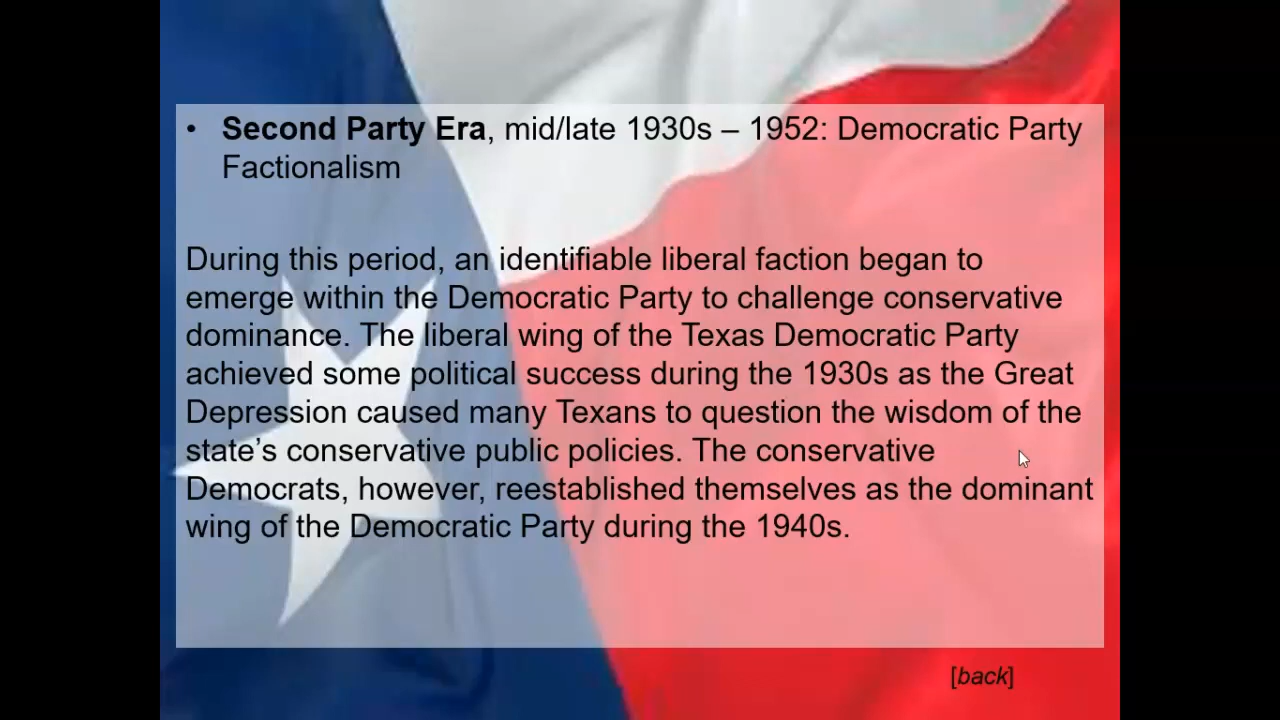 • Second Party Era, mid/late 1930s – 1952: Democratic Party
Factionalism
During this period, an identifiable liberal faction began to
emerge within the Democratic Party to challenge conservative
dominance. The liberal wing of the Texas Democratic Party
achieved some political success during the 1930s as the Great
Depression caused many Texans to question the wisdom of the
state’s conservative public policies. The conservative
Democrats, however, reestablished themselves as the dominant
wing of the Democratic Party during the 1940s.
[back]